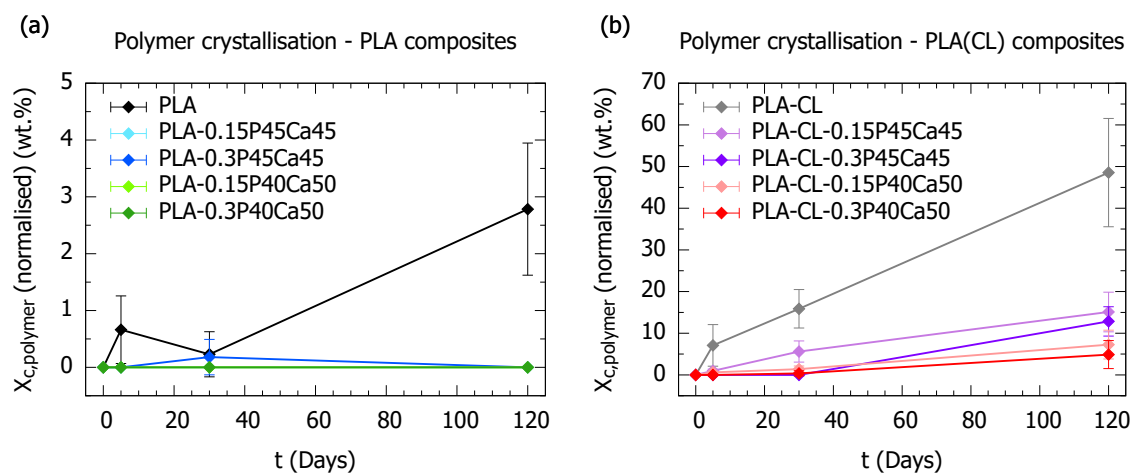 (a)
Polymer crystallisation - PLA composites
X_c,polymer (normalised) (wt.%)
5
4
3
2
1
0
PLA
PLA-0.15P45Ca45
PLA-0.3P45Ca45
PLA-0.15P40Ca50
PLA-0.3P40Ca50
0 20 40 60 80 100 120
t (Days)
(b)
Polymer crystallisation - PLA(CL) composites
X_c,polymer (normalised) (wt.%)
70
60
50
40
30
20
10
0
PLA-CL
PLA-CL-0.15P45Ca45
PLA-CL-0.3P45Ca45
PLA-CL-0.15P40Ca50
PLA-CL-0.3P40Ca50
0 20 40 60 80 100 120
t (Days)